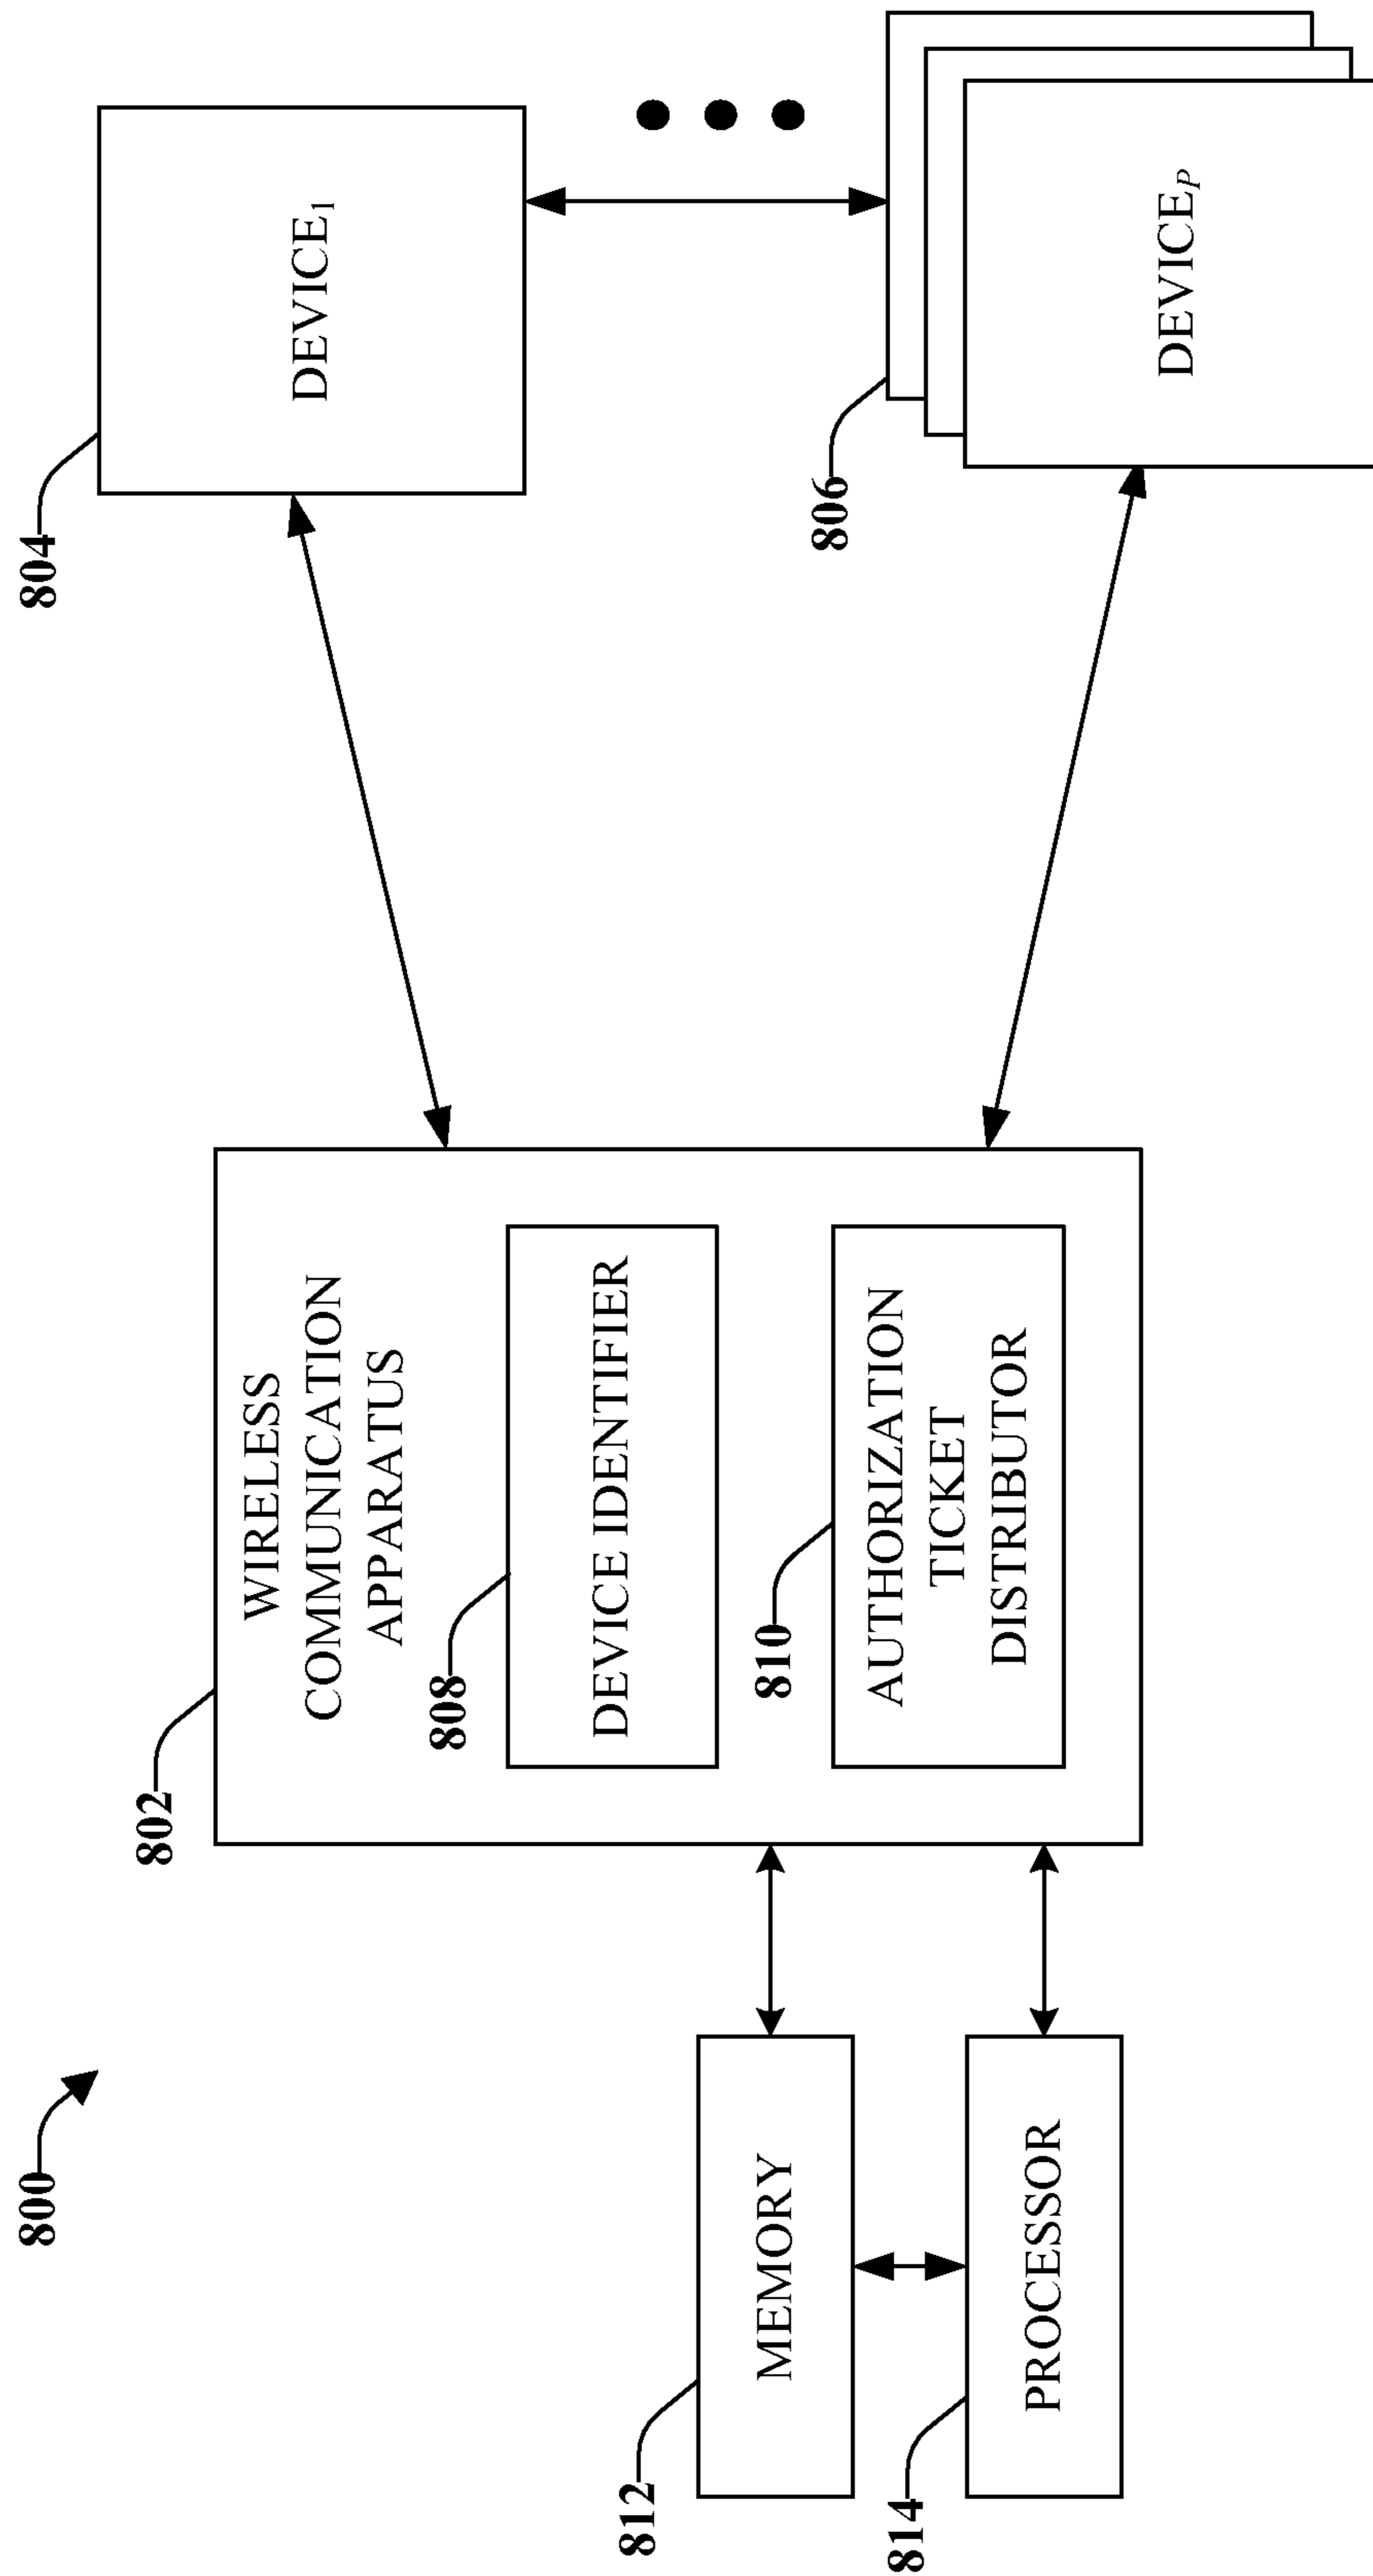 800
802
WIRELESS
COMMUNICATION
APPARATUS
808
DEVICE IDENTIFIER
810
AUTHORIZATION
TICKET
DISTRIBUTOR
812
MEMORY
814
PROCESSOR
804
DEVICE1
806
DEVICEP